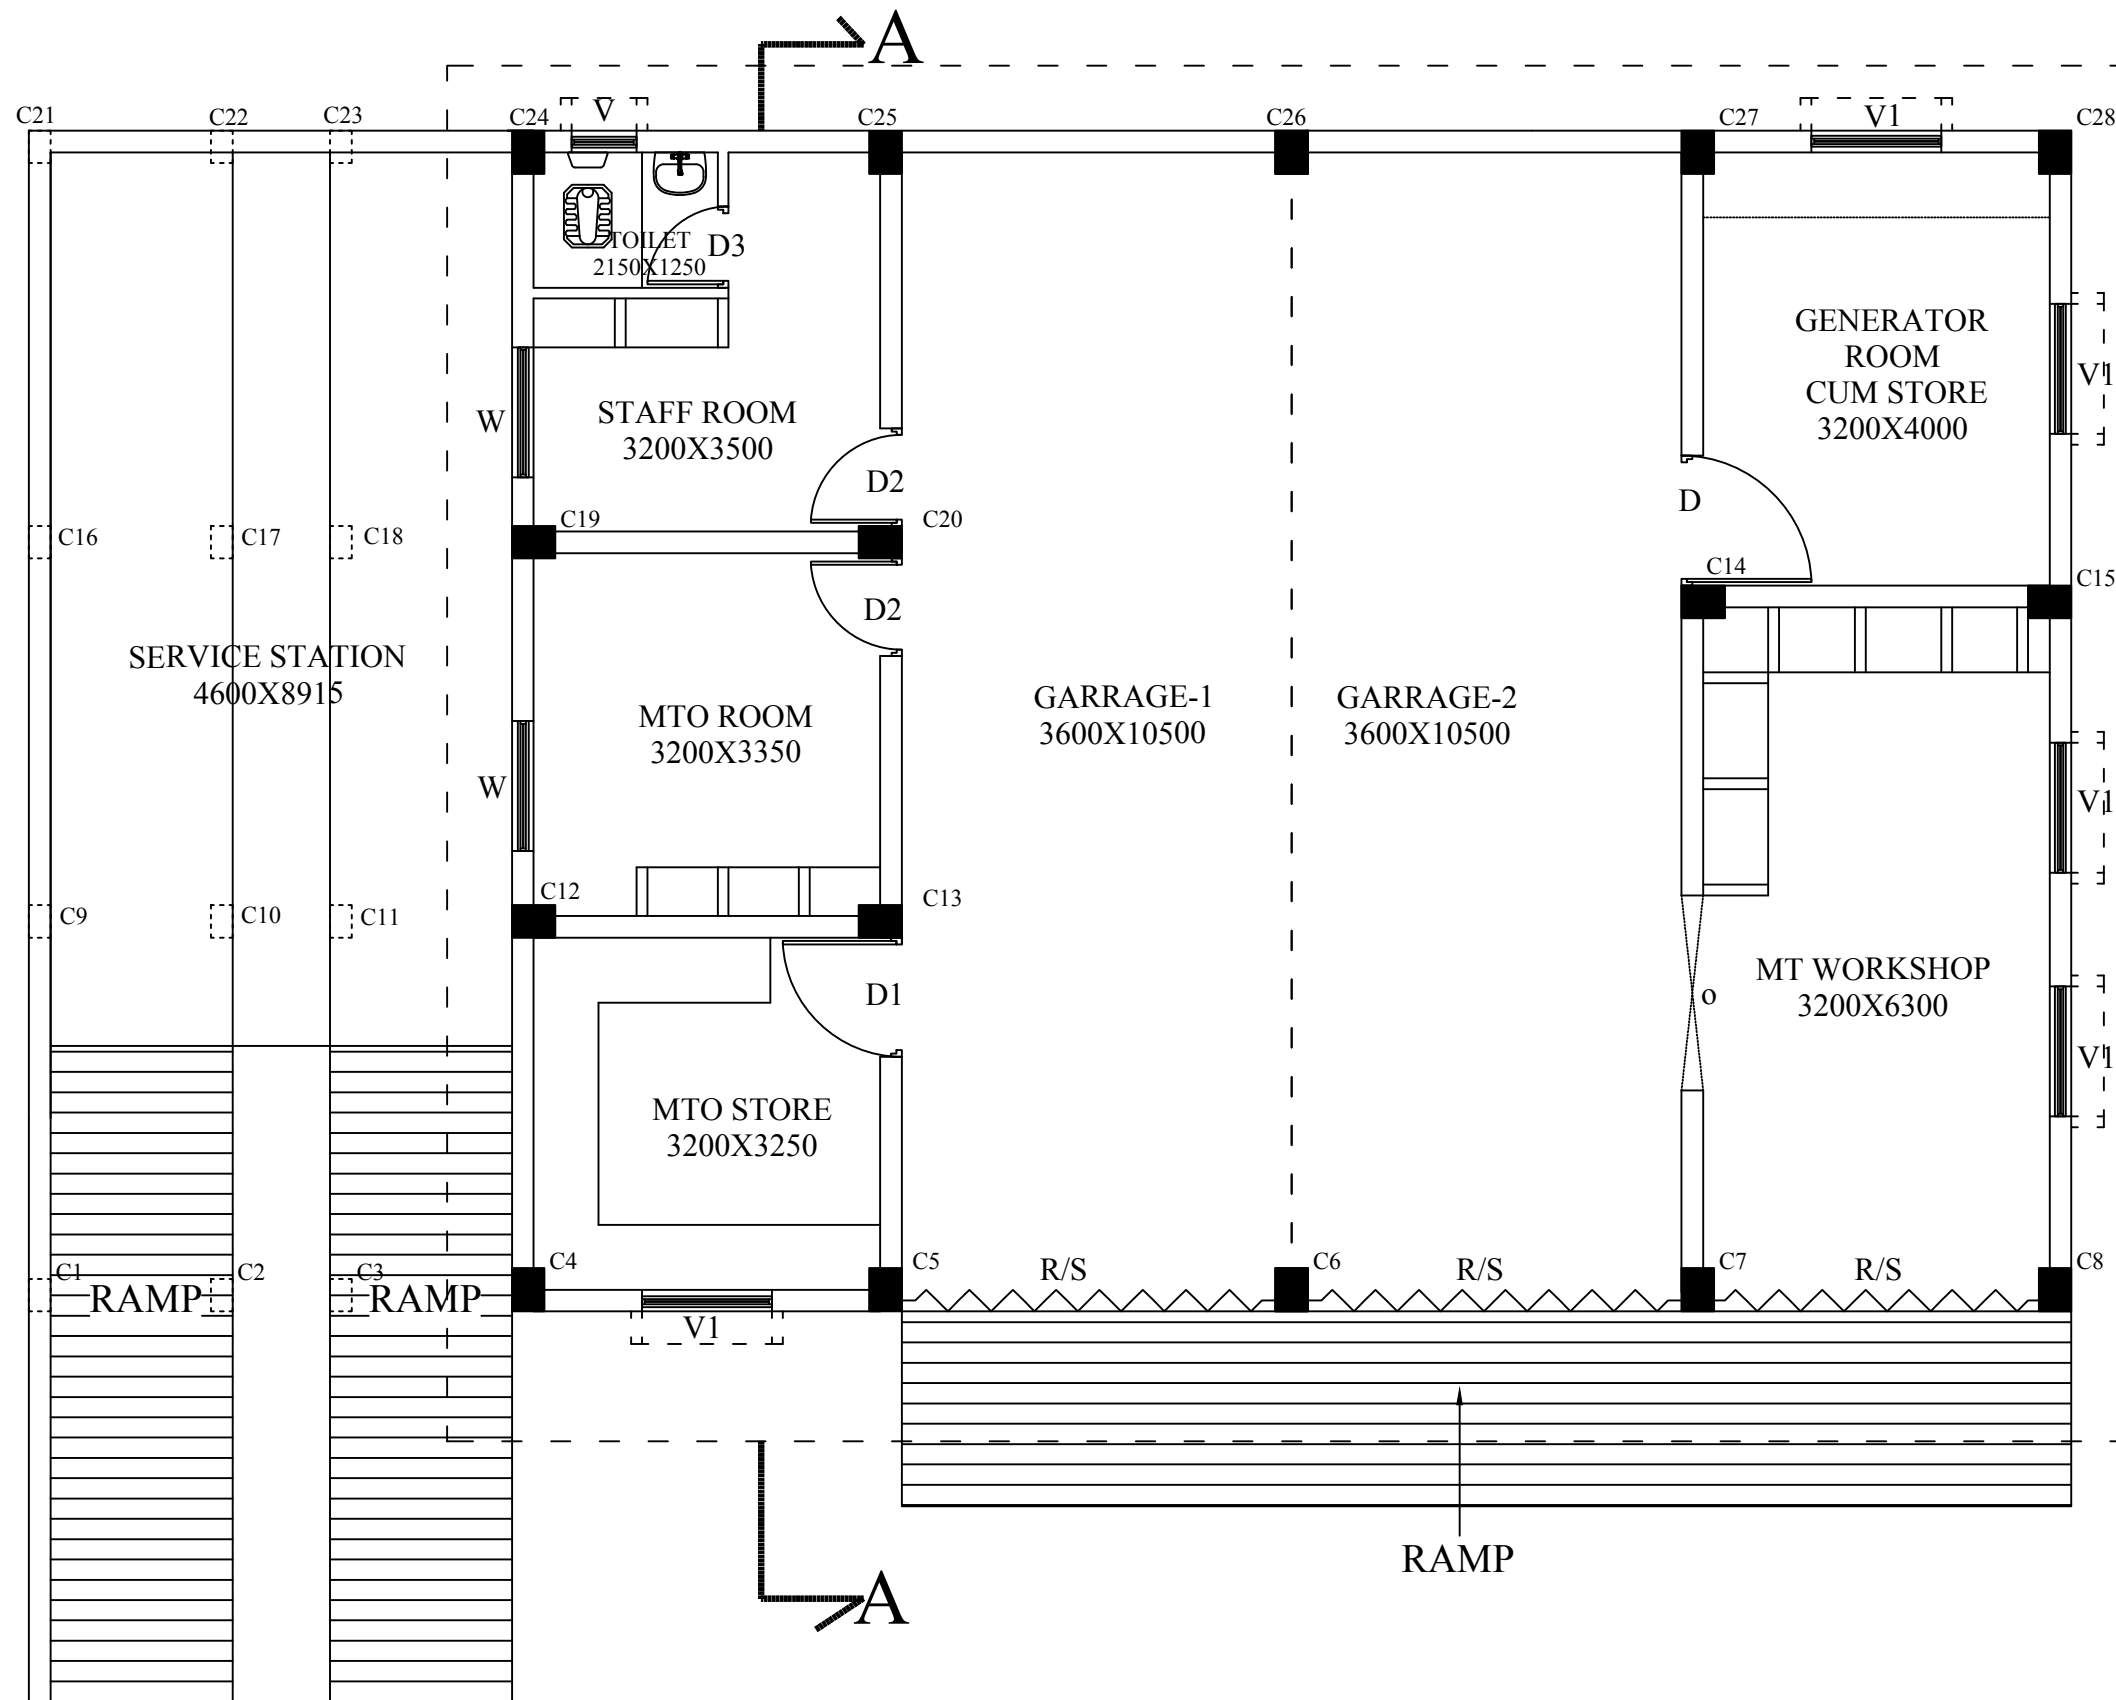 A
C21
C22
C23
C24
V
C25
C26
C27
V1
C28
TOILET
2150X1250
D3
GENERATOR
ROOM
CUM STORE
3200X4000
V1
W
STAFF ROOM
3200X3500
D2
D
C16
C17
C18
C19
C20
C14
C15
D2
SERVICE STATION
4600X8915
MTO ROOM
3200X3350
GARRAGE-1
3600X10500
GARRAGE-2
3600X10500
W
V1
C9
C10
C11
C12
C13
D1
o
MT WORKSHOP
3200X6300
V1
MTO STORE
3200X3250
C1
C2
C3
C4
C5
R/S
C6
R/S
C7
R/S
C8
RAMP
RAMP
V1
RAMP
A